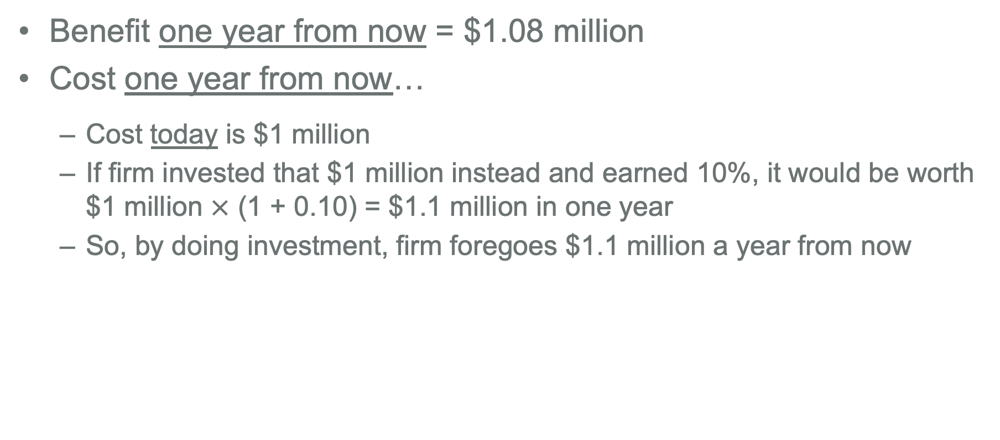 • Benefit one year from now = $1.08 million
• Cost one year from now…
– Cost today is $1 million
– If firm invested that $1 million instead and earned 10%, it would be worth
$1 million × (1 + 0.10) = $1.1 million in one year
– So, by doing investment, firm foregoes $1.1 million a year from now